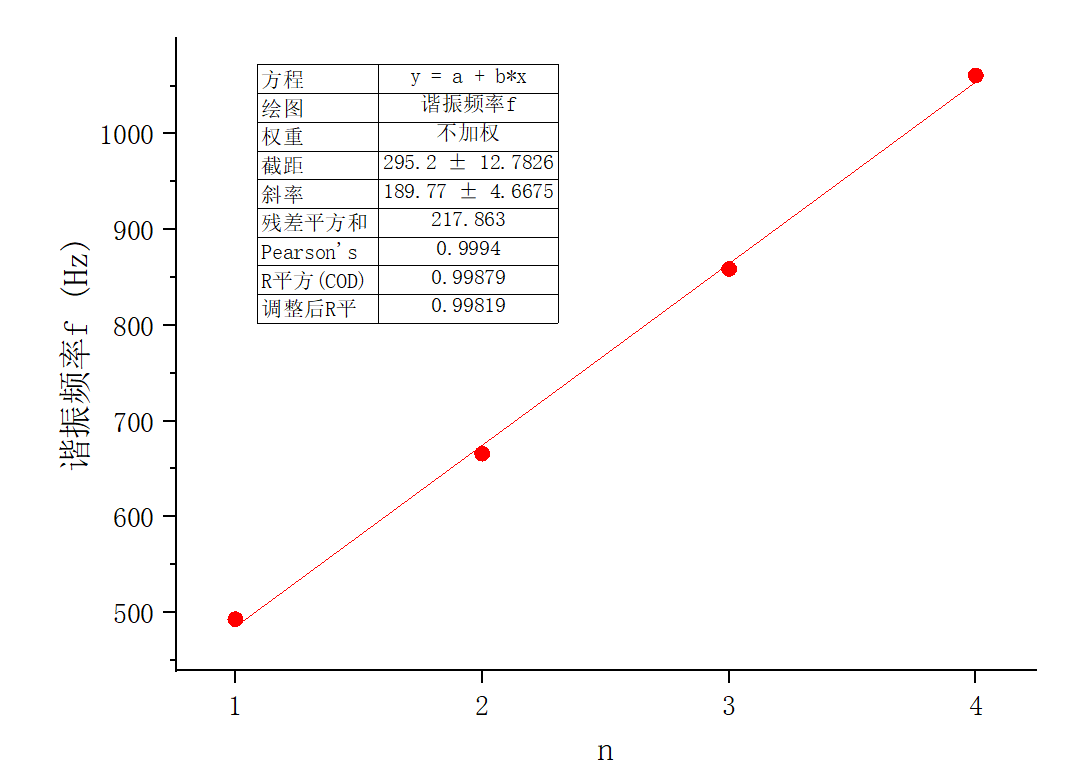 方程 y = a + b*x
绘图 谐振频率f
权重 不加权
截距 295.2 ± 12.7826
斜率 189.77 ± 4.6675
残差平方和 217.863
Pearson's 0.9994
R平方(COD) 0.99879
调整后R平 0.99819
谐振频率f (Hz)
1000
900
800
700
600
500
1 2 3 4
n